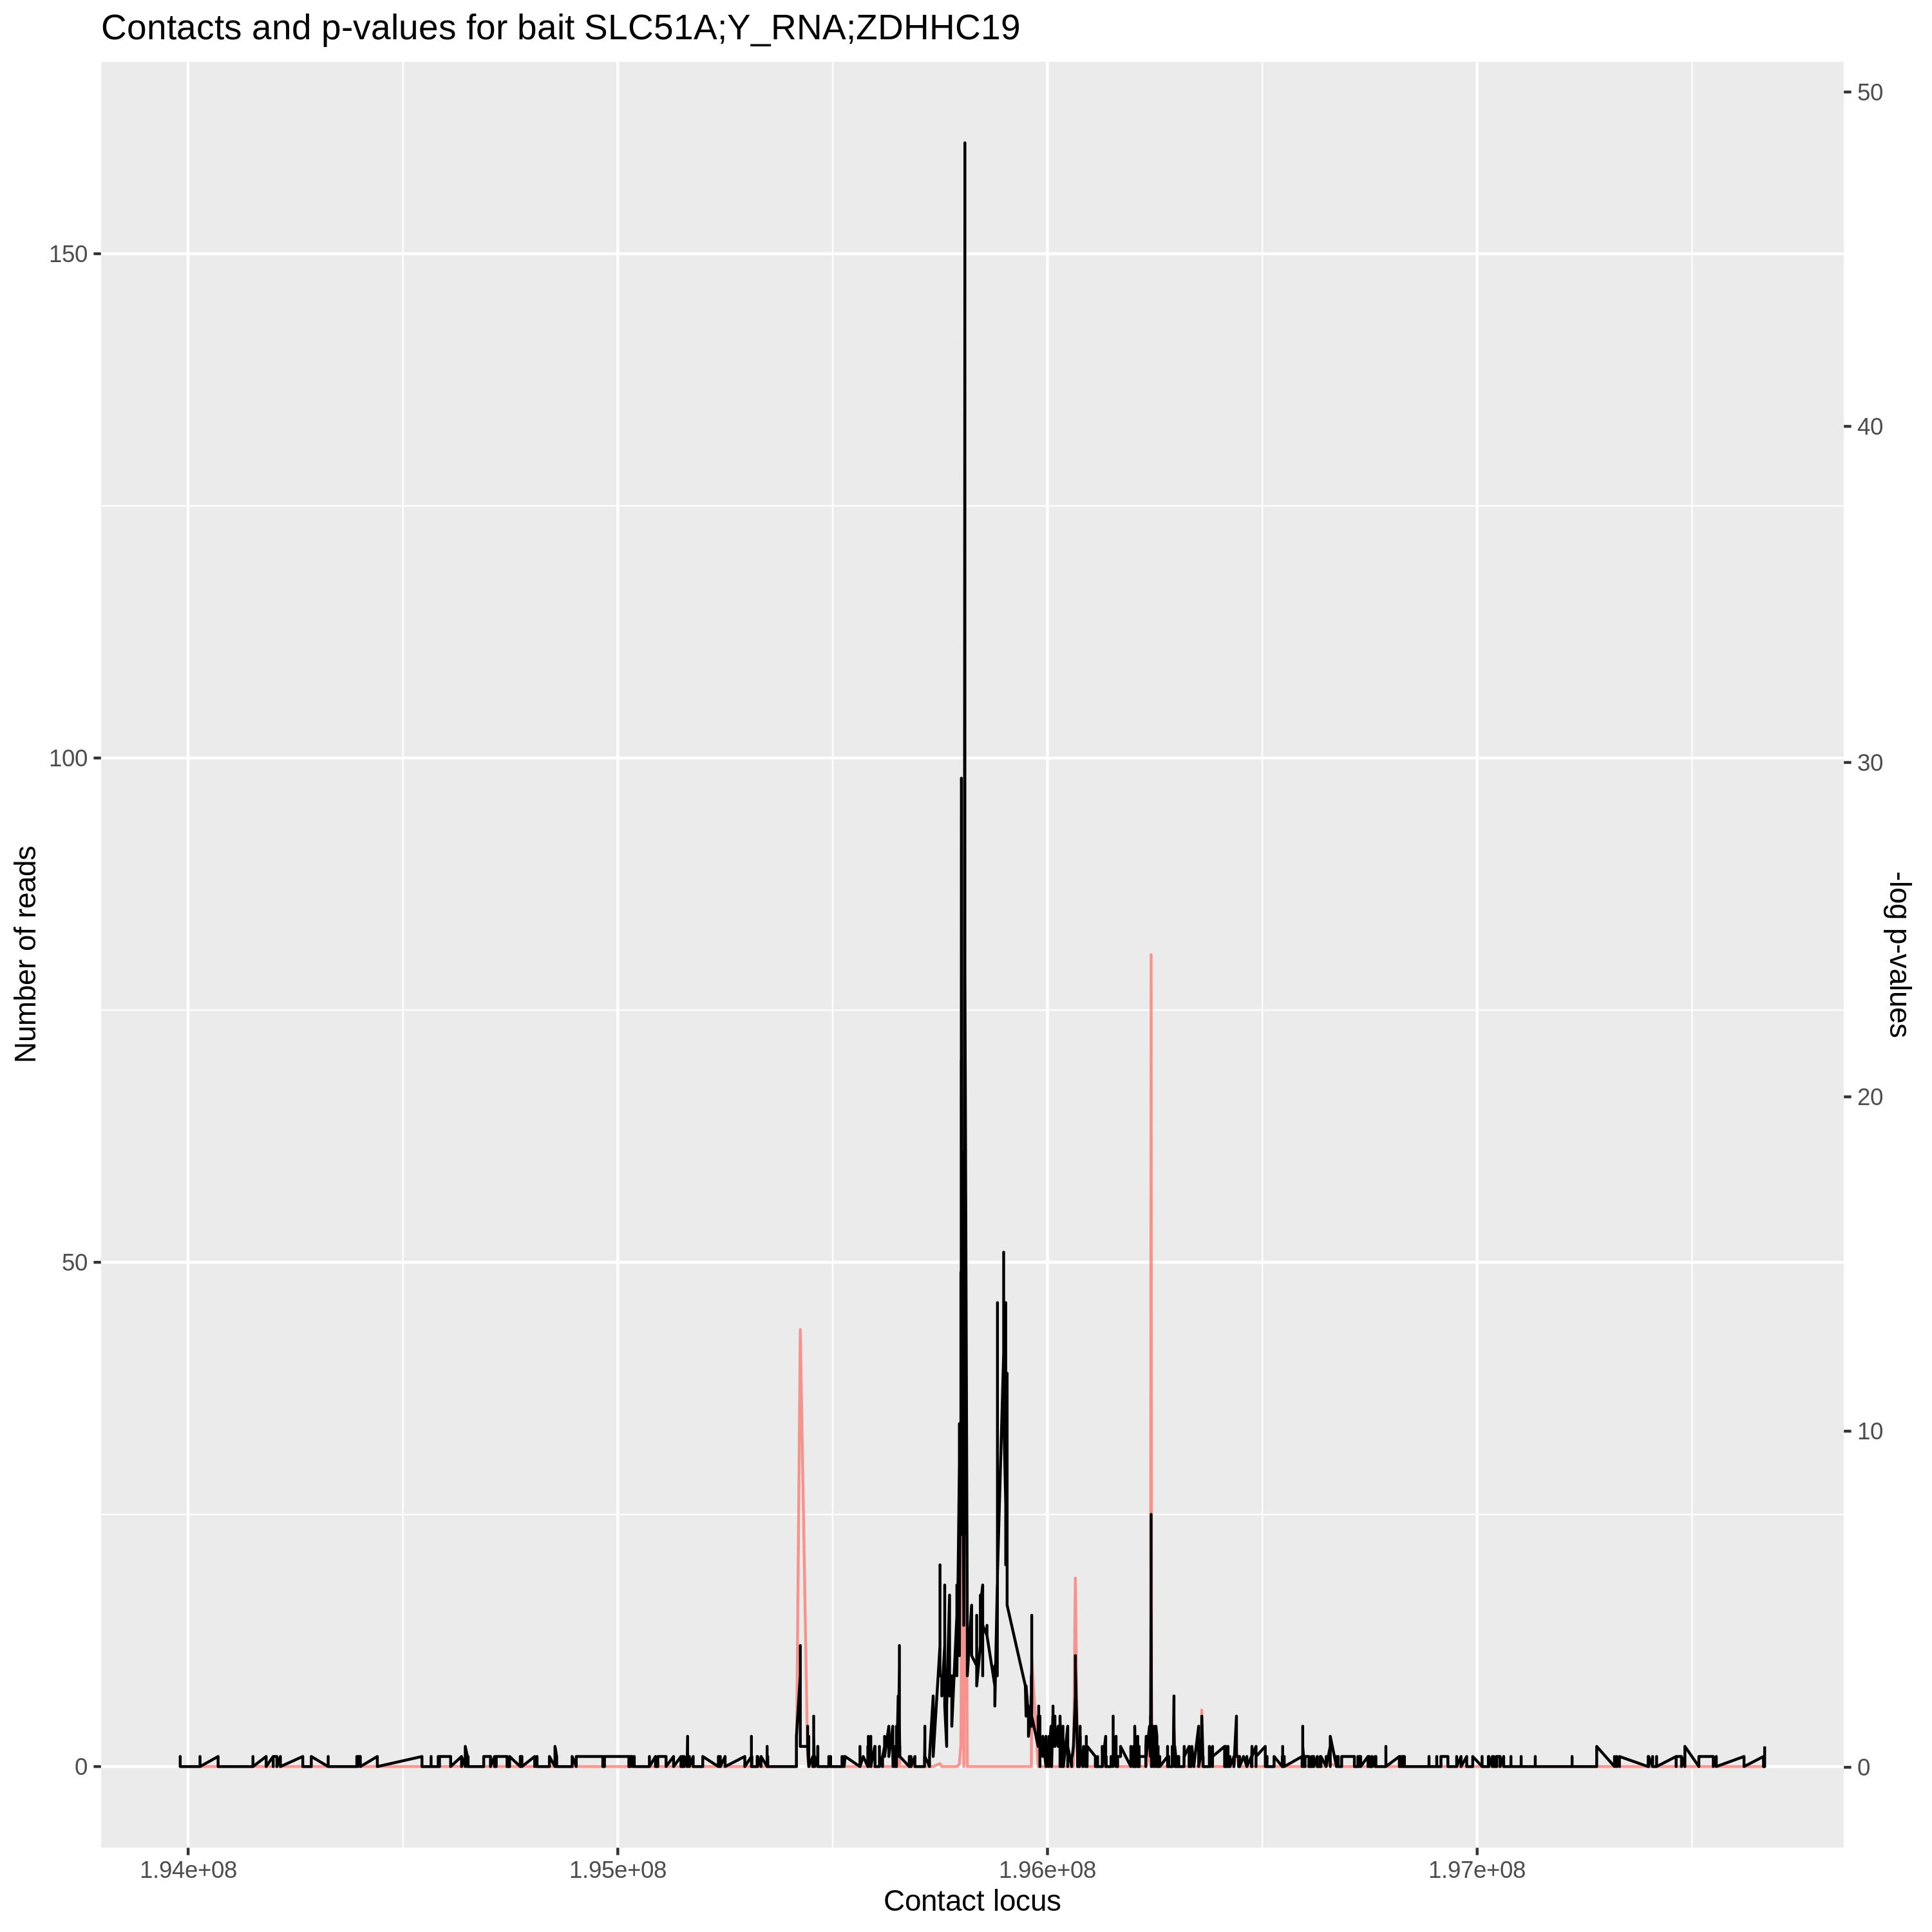 Contacts and p-values for bait SLC51A;Y_RNA;ZDHHC19
150
100
50
0
Number of reads
50
40
30
20
10
0
-log p-values
1.94e+08
1.95e+08
1.96e+08
1.97e+08
Contact locus